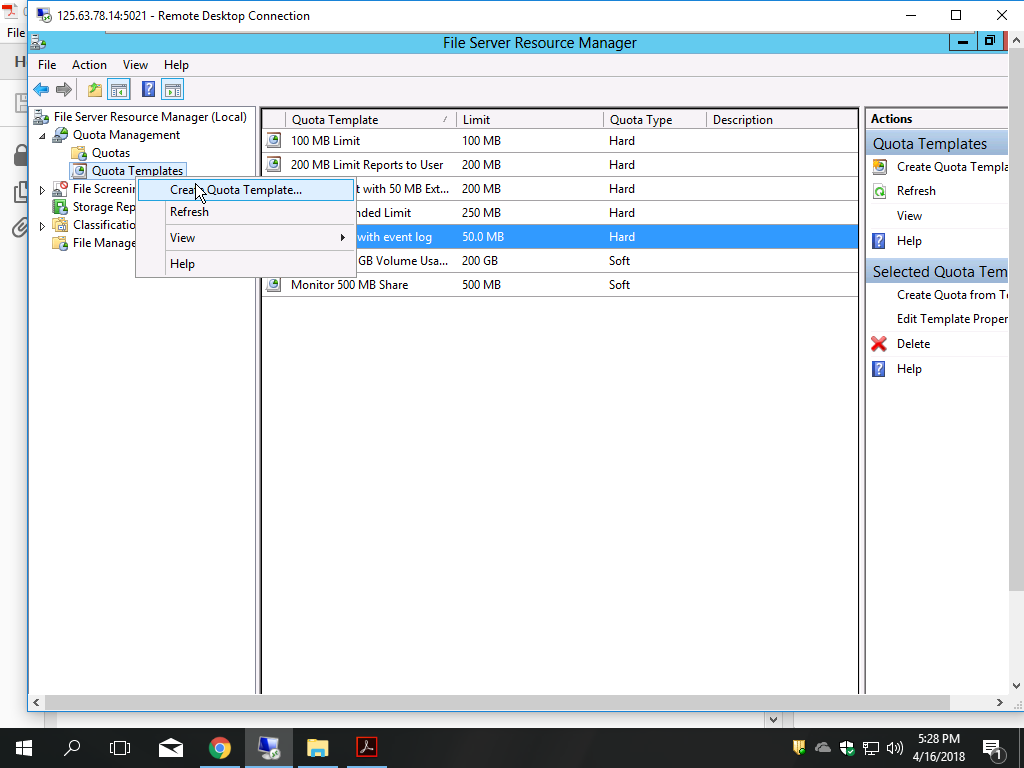 125.63.78.14:5021 - Remote Desktop Connection
File
File Server Resource Manager
File Action View Help
File Server Resource Manager (Local)
Quota Management
Quotas
Quota Templates
File Screenin
Storage Rep
Classificatio
File Manage
Create Quota Template...
Refresh
View
Help
Quota Template Limit Quota Type Description
100 MB Limit 100 MB Hard
200 MB Limit Reports to User 200 MB Hard
t with 50 MB Ext... 200 MB Hard
nded Limit 250 MB Hard
with event log 50.0 MB Hard
GB Volume Usa... 200 GB Soft
Monitor 500 MB Share 500 MB Soft
Actions
Quota Templates
Create Quota Templa
Refresh
View
Help
Selected Quota Tem
Create Quota from Te
Edit Template Proper
Delete
Help
5:28 PM
4/16/2018
1